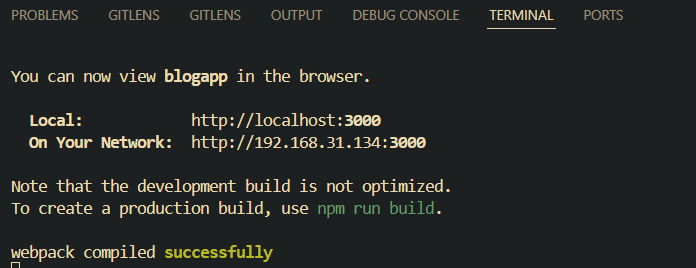 PROBLEMS GITLENS GITLENS OUTPUT DEBUG CONSOLE TERMINAL PORTS
You can now view blogapp in the browser.
Local: http://localhost:3000
On Your Network: http://192.168.31.134:3000
Note that the development build is not optimized.
To create a production build, use npm run build.
webpack compiled successfully